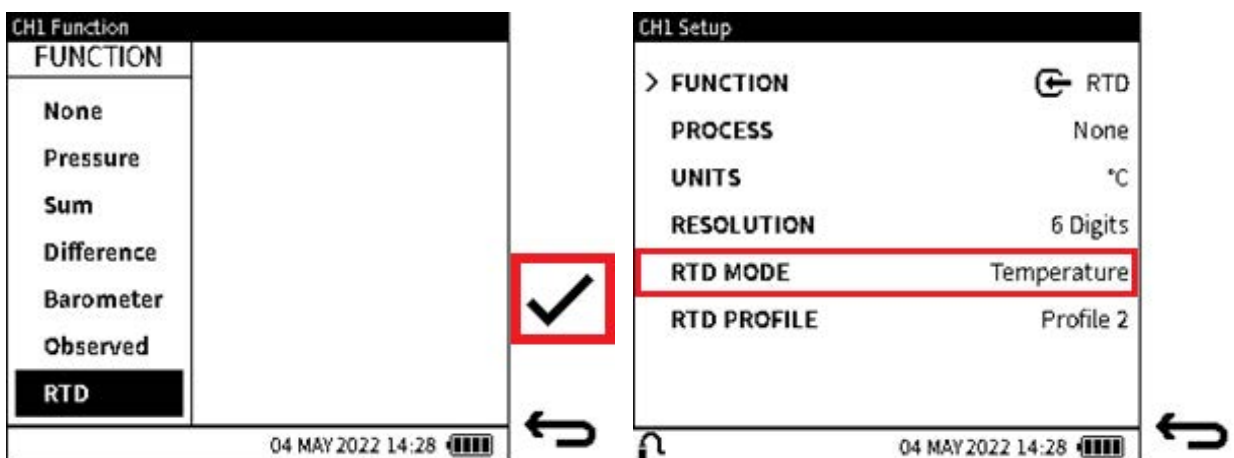 CH1 Function
FUNCTION
None
Pressure
Sum
Difference
Barometer
Observed
RTD
04 MAY 2022 14:28
CH1 Setup
> FUNCTION RTD
PROCESS None
UNITS °C
RESOLUTION 6 Digits
RTD MODE Temperature
RTD PROFILE Profile 2
04 MAY 2022 14:28